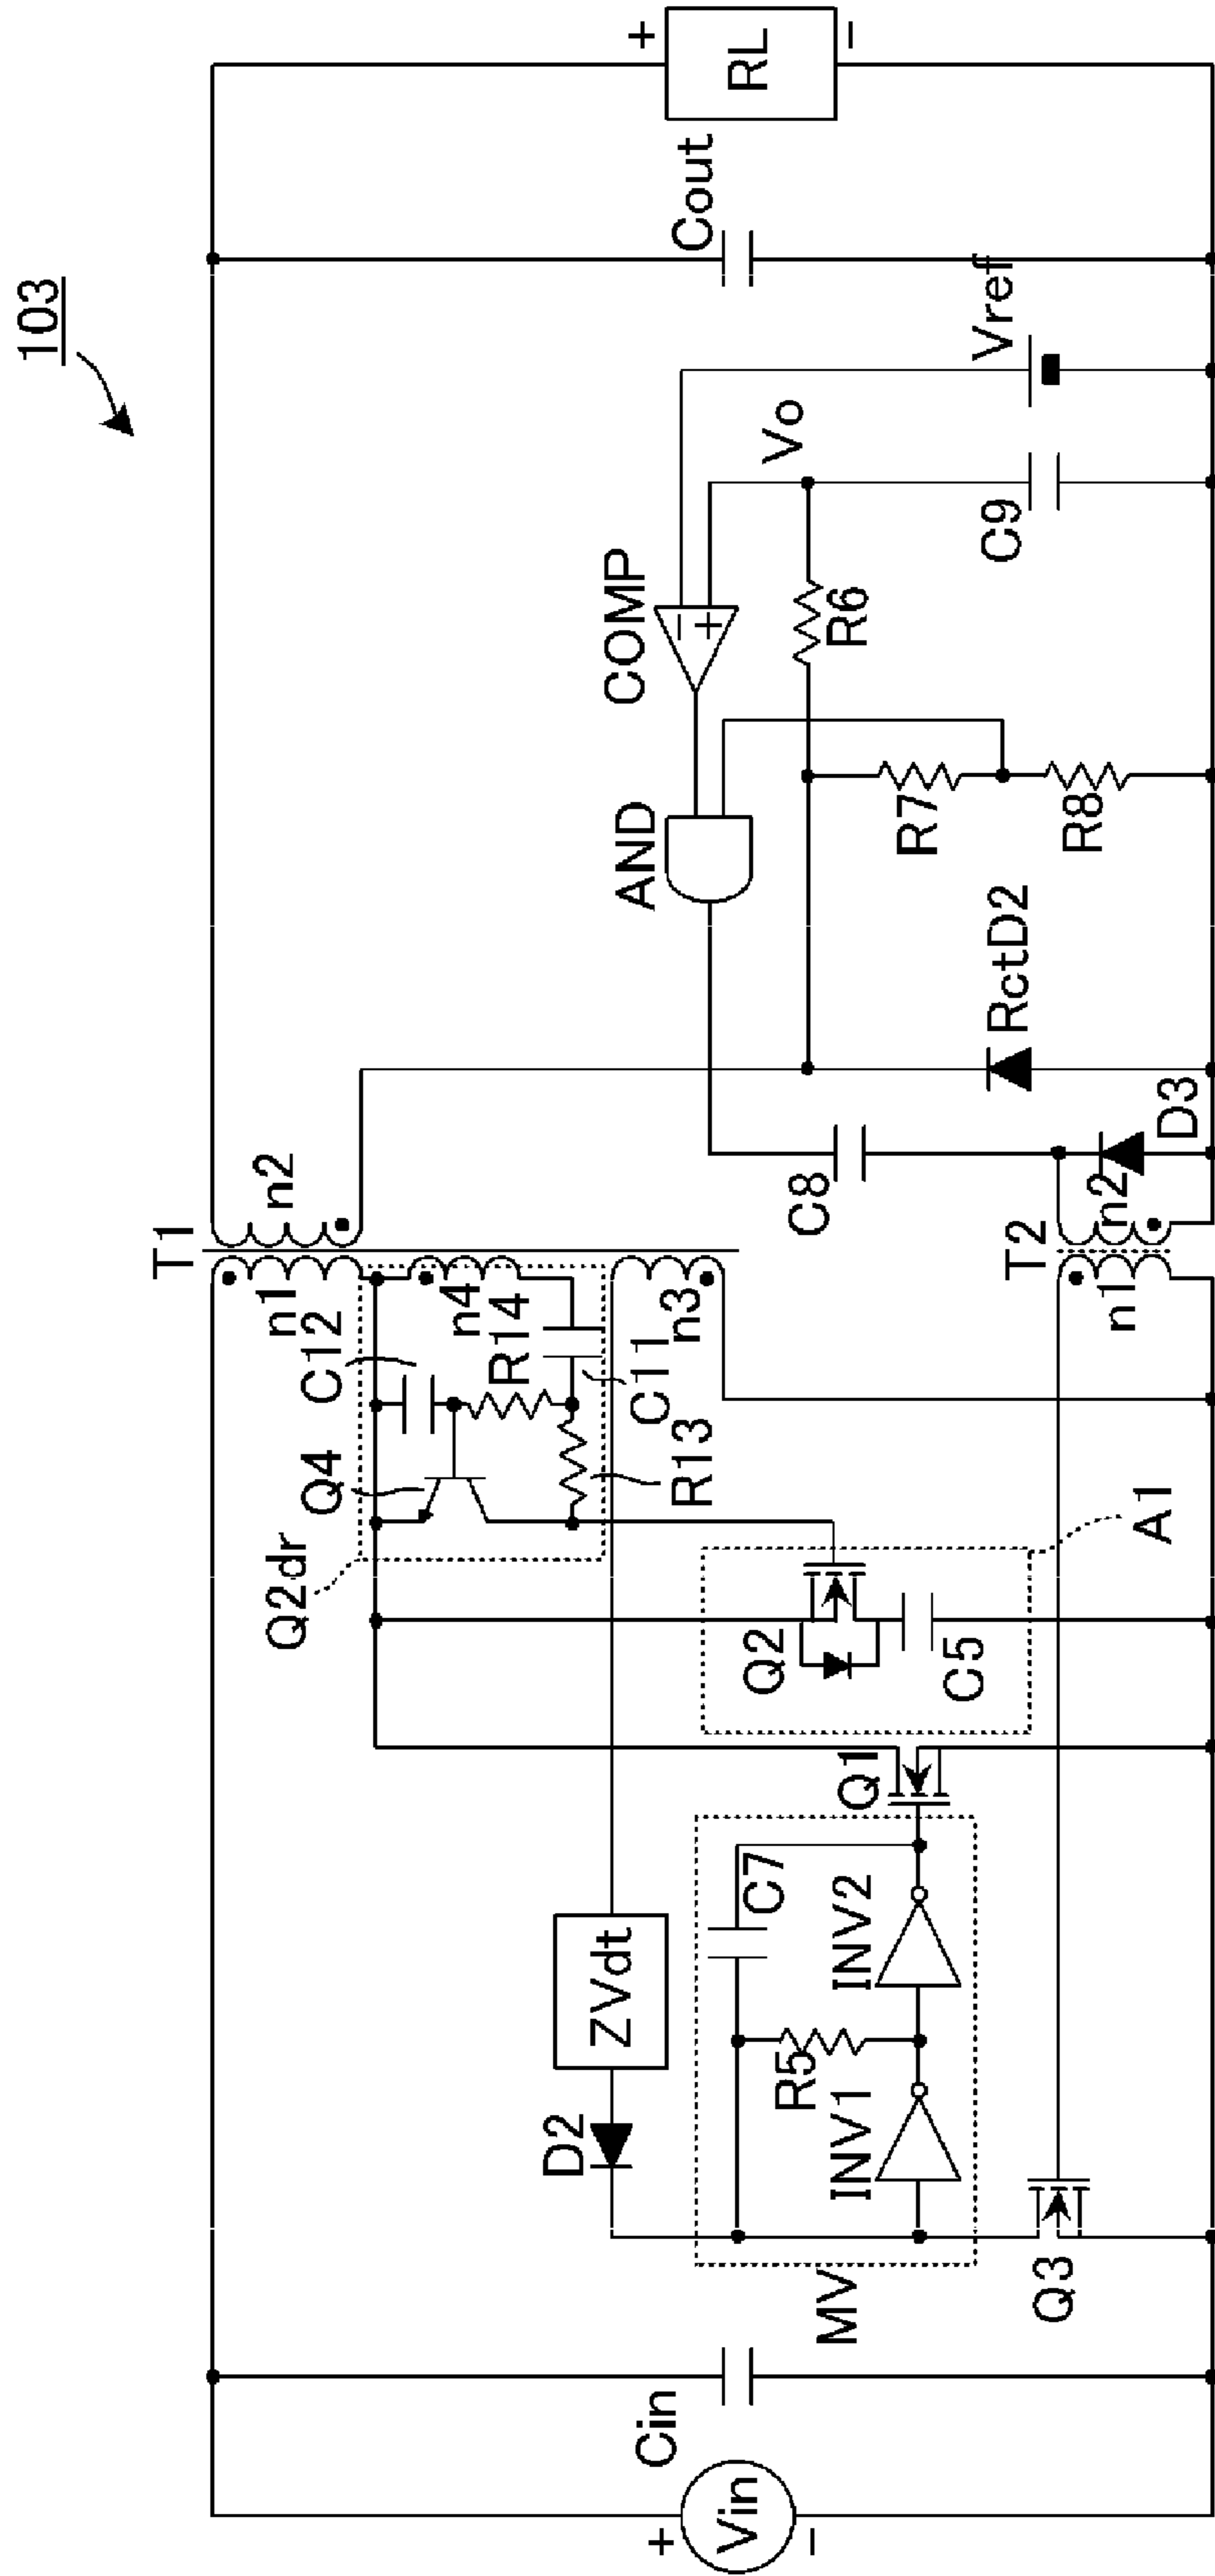 103
T1
n1
n2
C12
Q4
Q2dr
n4
R14
C11
n3
R13
COMP
−
+
AND
Vo
Vref
Cout
+
RL
−
R6
C9
R7
R8
RctD2
C8
D3
T2
n1
n2
A1
Q2
C5
Q1
ZVdt
D2
C7
R5
INV1
INV2
MV
Q3
Cin
+
Vin
−